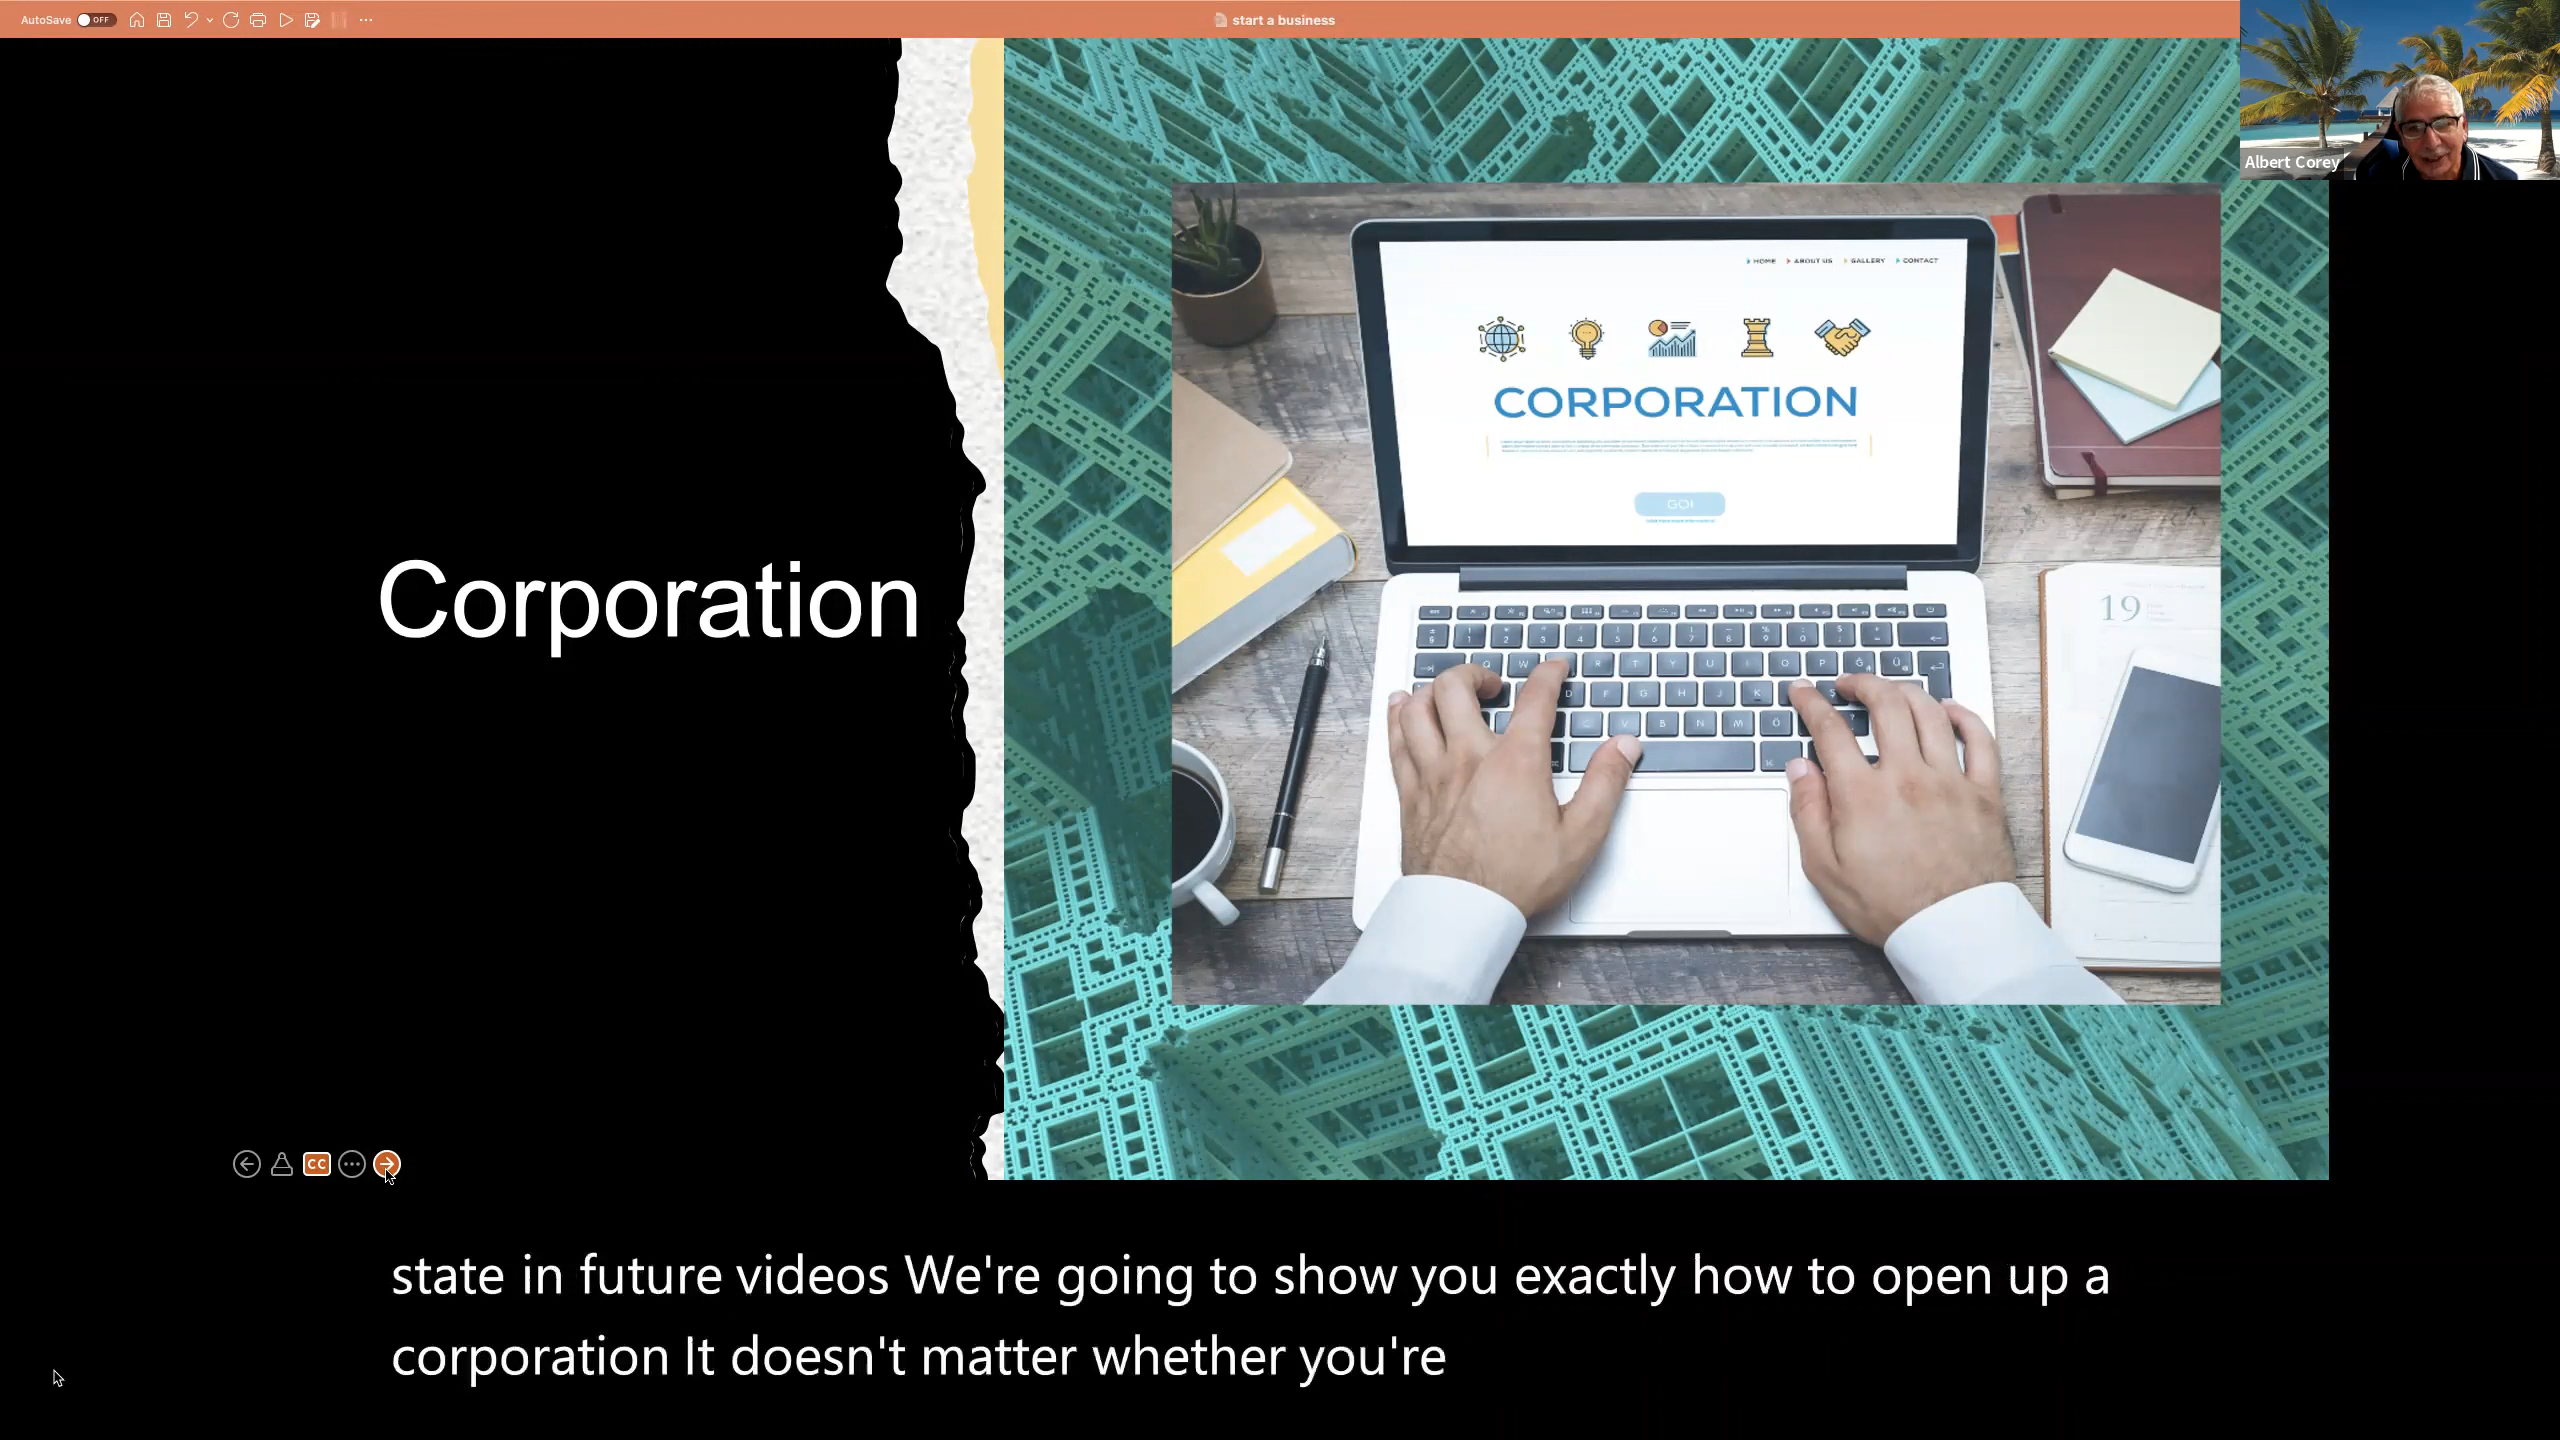 AutoSave OFF
start a business
Albert Corey
HOME ABOUT US GALLERY CONTACT
CORPORATION
GO!
Corporation
19
CC
state in future videos We're going to show you exactly how to open up a
corporation It doesn't matter whether you're